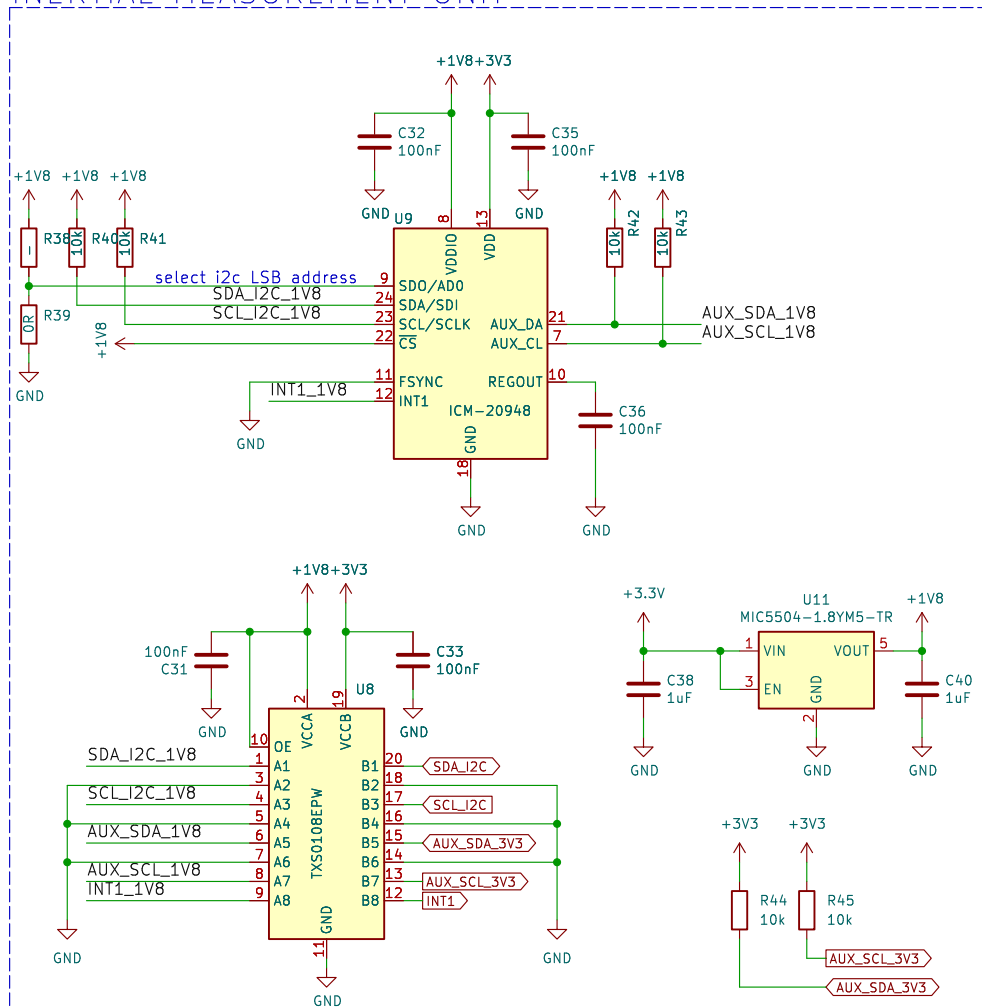 INERTIAL MEASUREMENT UNIT
+1V8 +3V3
C32
100nF
C35
100nF
GND
GND
+1V8 +1V8 +1V8
R38 -
R40 10k
R41 10k
R39 0R
GND
select i2c LSB address
SDA_I2C_1V8
SCL_I2C_1V8
+1V8
INT1_1V8
GND
U9
8 VDDIO
13 VDD
9 SDO/AD0
24 SDA/SDI
23 SCL/SCLK
22 CS
11 FSYNC
12 INT1
21 AUX_DA
7 AUX_CL
10 REGOUT
ICM-20948
18 GND
GND
+1V8 +1V8
R42 10k
R43 10k
AUX_SDA_1V8
AUX_SCL_1V8
C36
100nF
GND
+1V8 +3V3
100nF
C31
GND
C33
100nF
GND
U8
2 VCCA
19 VCCB
10 OE
SDA_I2C_1V8 1 A1 B1 20 SDA_I2C
3 A2 B2 18
SCL_I2C_1V8 4 A3 B3 17 SCL_I2C
5 A4 B4 16
AUX_SDA_1V8 6 A5 B5 15 AUX_SDA_3V3
7 A6 B6 14
AUX_SCL_1V8 8 A7 B7 13 AUX_SCL_3V3
INT1_1V8 9 A8 B8 12 INT1
TXS0108EPW
11 GND
GND
GND
GND
+3.3V
U11
MIC5504-1.8YM5-TR
+1V8
1 VIN VOUT 5
3 EN
2 GND
C38
1uF
C40
1uF
GND
GND
GND
+3V3 +3V3
R44
10k
R45
10k
AUX_SCL_3V3
AUX_SDA_3V3